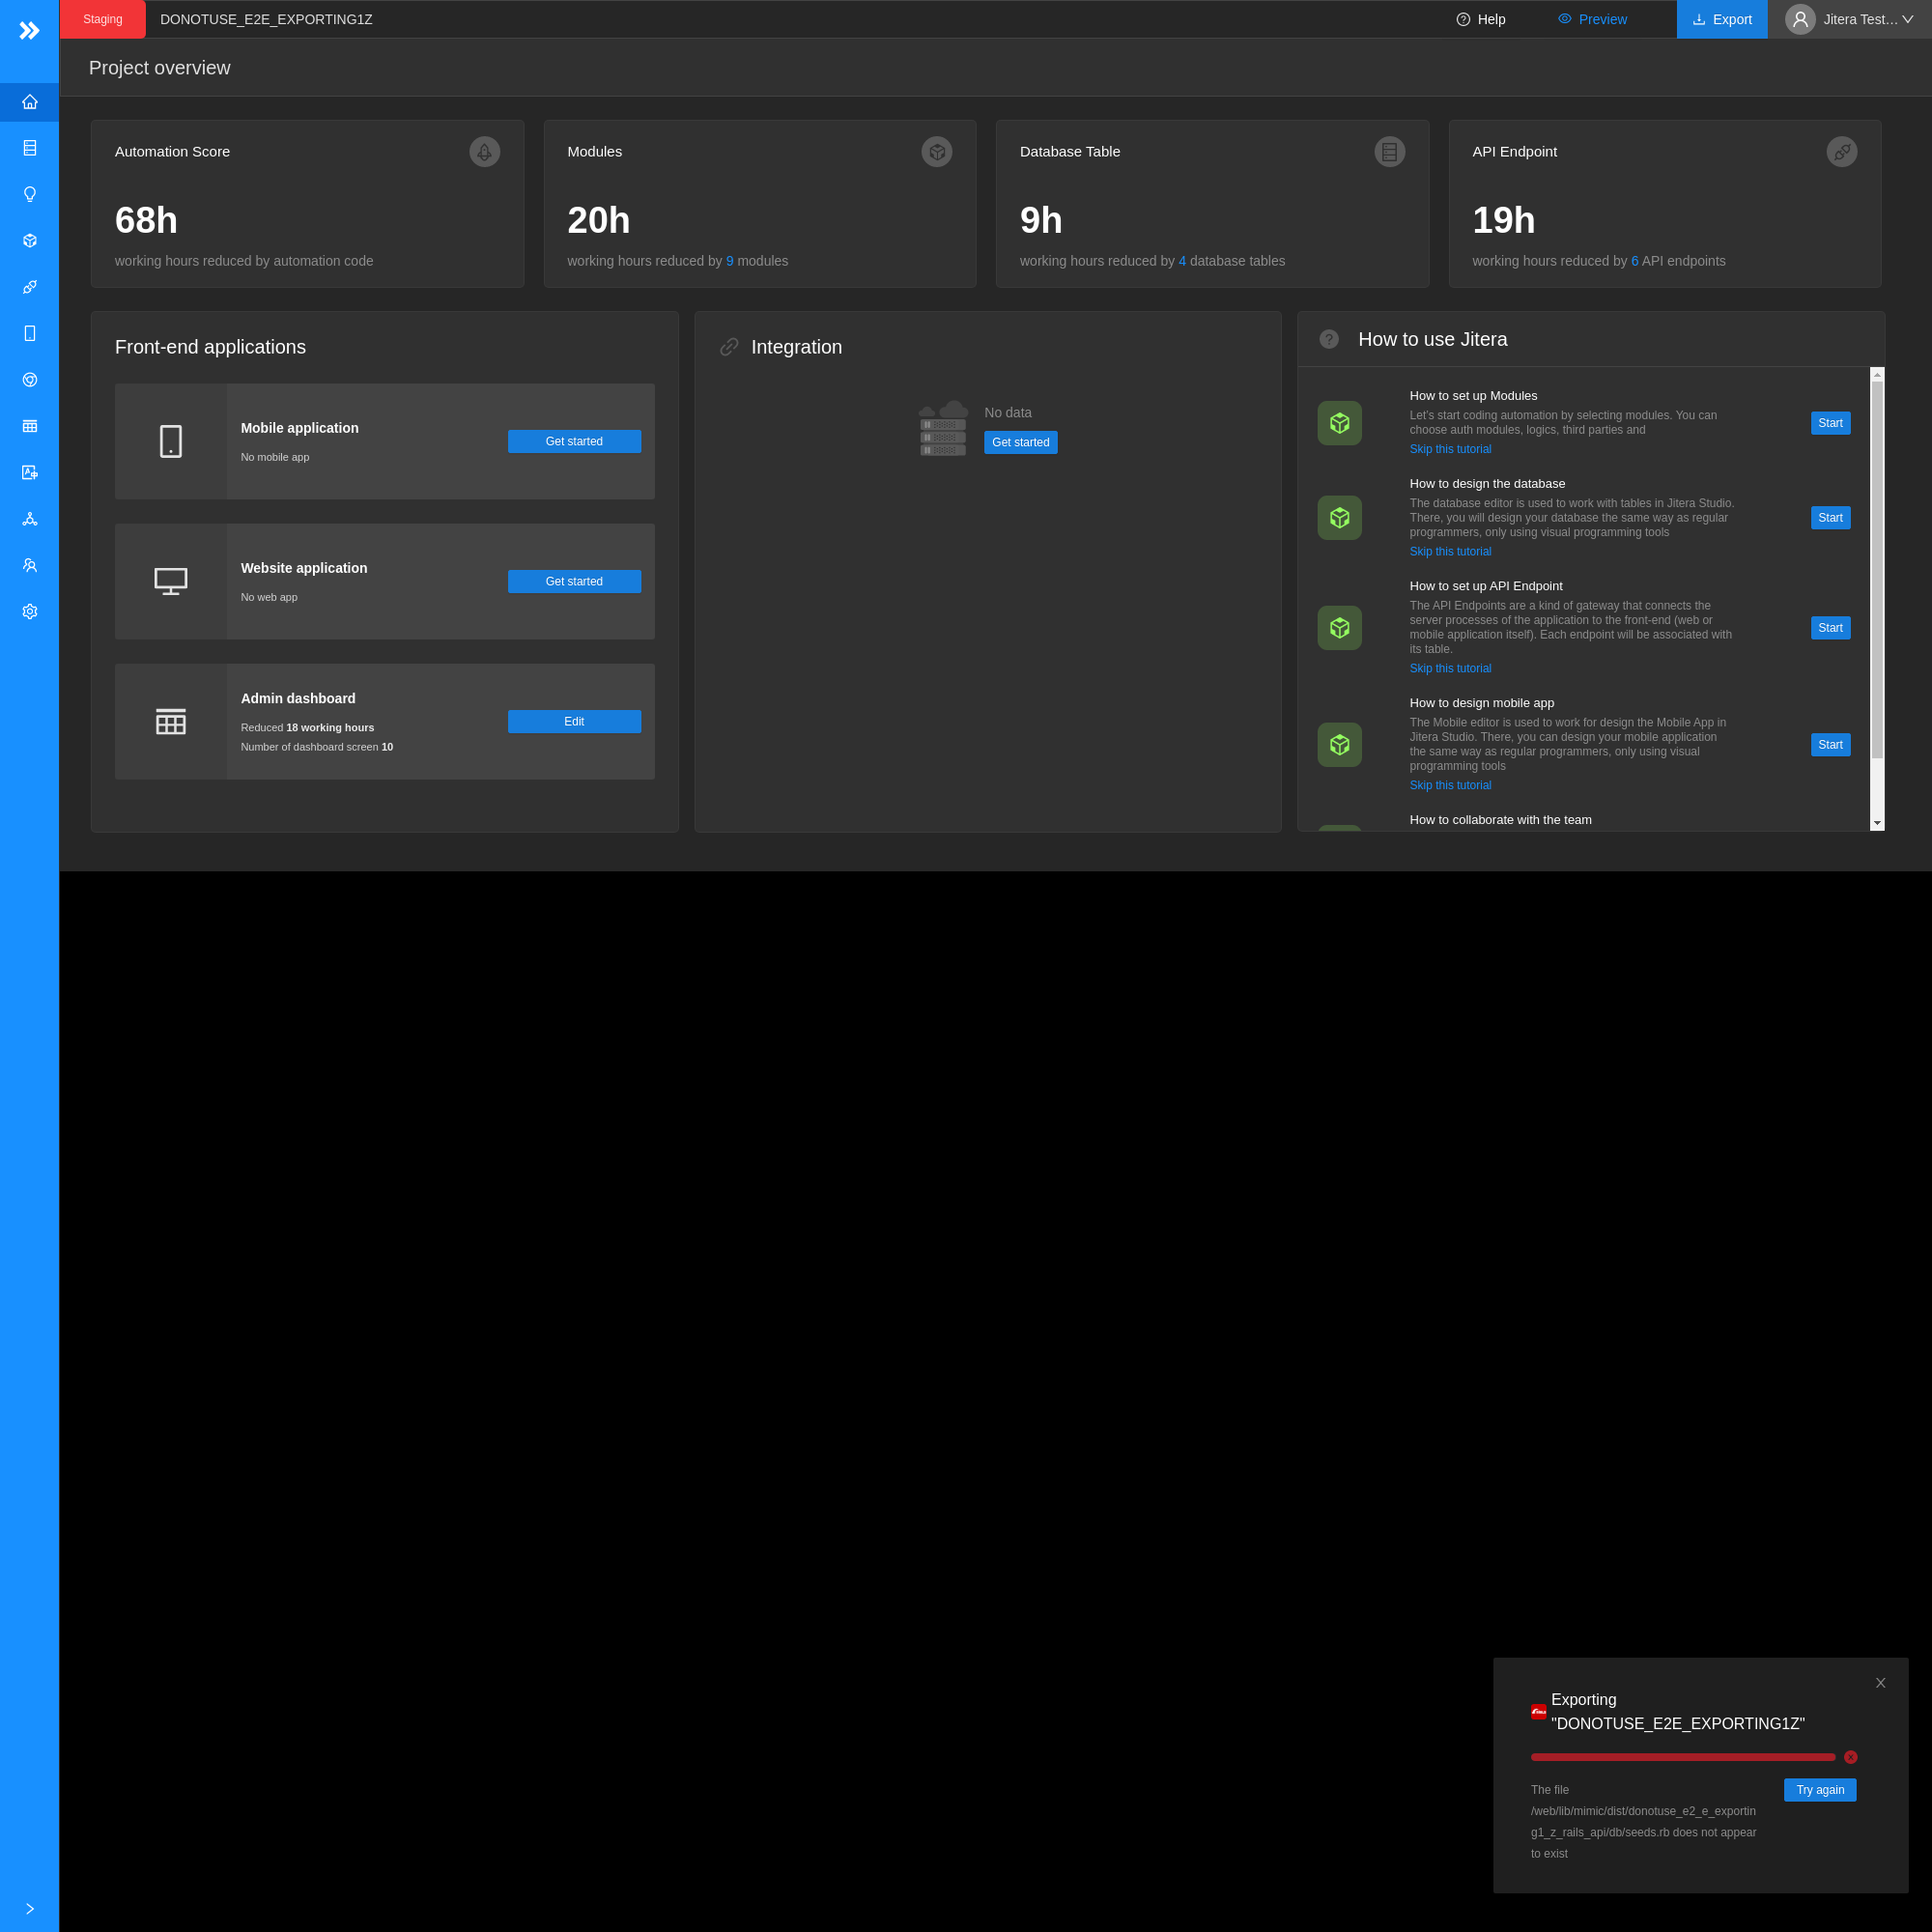 Staging
DONOTUSE_E2E_EXPORTING1Z
Help
Preview
Export
Jitera Test…
Project overview
Automation Score
68h
working hours reduced by automation code
Modules
20h
working hours reduced by 9 modules
Database Table
9h
working hours reduced by 4 database tables
API Endpoint
19h
working hours reduced by 6 API endpoints
Front-end applications
Mobile application
No mobile app
Get started
Website application
No web app
Get started
Admin dashboard
Reduced 18 working hours
Number of dashboard screen 10
Edit
Integration
No data
Get started
How to use Jitera
How to set up Modules
Let's start coding automation by selecting modules. You can
choose auth modules, logics, third parties and
Skip this tutorial
Start
How to design the database
The database editor is used to work with tables in Jitera Studio.
There, you will design your database the same way as regular
programmers, only using visual programming tools
Skip this tutorial
Start
How to set up API Endpoint
The API Endpoints are a kind of gateway that connects the
server processes of the application to the front-end (web or
mobile application itself). Each endpoint will be associated with
its table.
Skip this tutorial
Start
How to design mobile app
The Mobile editor is used to work for design the Mobile App in
Jitera Studio. There, you can design your mobile application
the same way as regular programmers, only using visual
programming tools
Skip this tutorial
Start
How to collaborate with the team
Exporting
"DONOTUSE_E2E_EXPORTING1Z"
The file
/web/lib/mimic/dist/donotuse_e2_e_exportin
g1_z_rails_api/db/seeds.rb does not appear
to exist
Try again